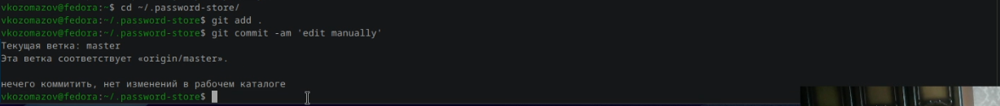 vkozomazov@fedora:~$ cd ~/.password-store/
vkozomazov@fedora:~/.password-store$ git add .
vkozomazov@fedora:~/.password-store$ git commit -am 'edit manually'
Текущая ветка: master
Эта ветка соответствует «origin/master».
нечего коммитить, нет изменений в рабочем каталоге
vkozomazov@fedora:~/.password-store$